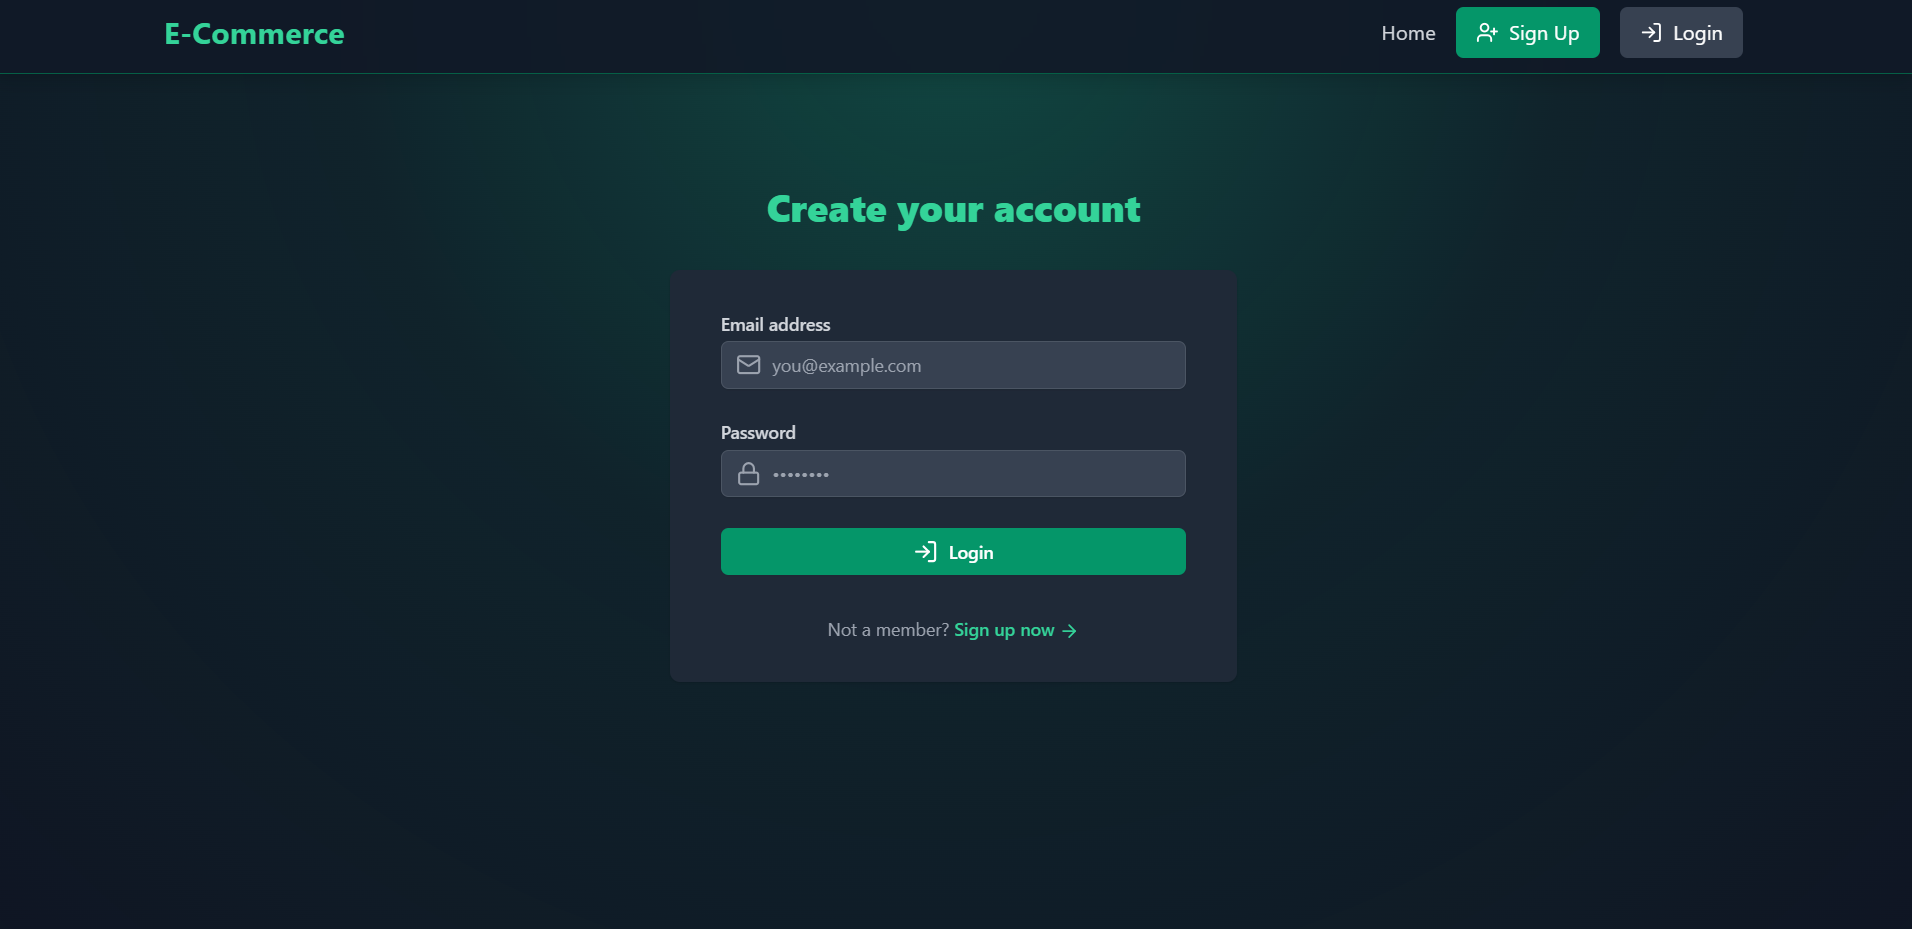 E-Commerce
Home
Sign Up
Login
Create your account
Email address
you@example.com
Password
••••••••
Login
Not a member? Sign up now →